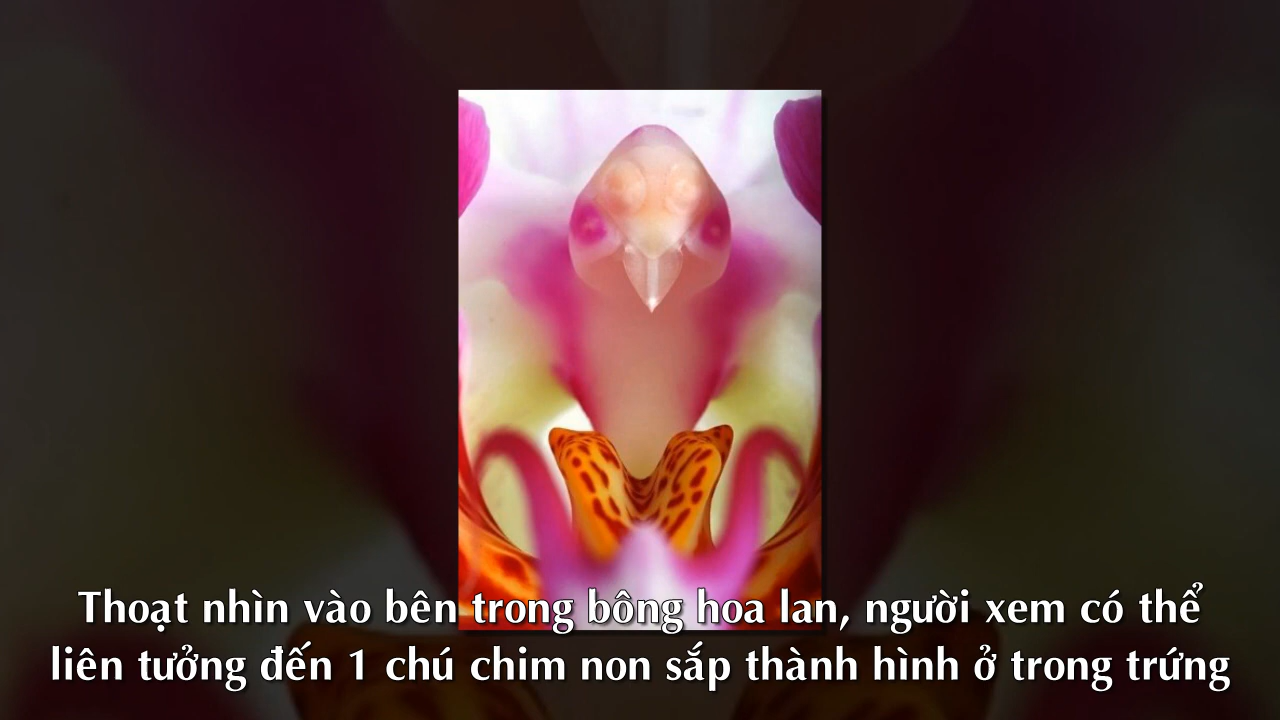 Thoạt nhìn vào bên trong bông hoa lan, người xem có thể
liên tưởng đến 1 chú chim non sắp thành hình ở trong trứng